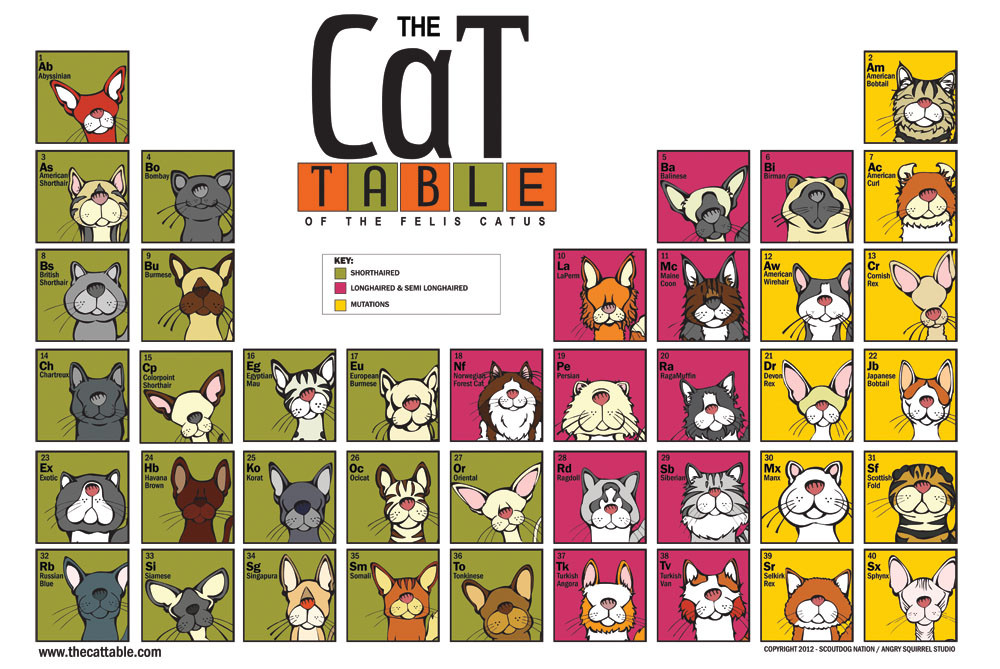 THE
CaT
TABLE
OF THE FELIS CATUS
KEY:
SHORTHAIRED
LONGHAIRED & SEMI LONGHAIRED
MUTATIONS
1
Ab
Abyssinian
2
Am
American
Bobtail
3
As
American
Shorthair
4
Bo
Bombay
5
Ba
Balinese
6
Bi
Birman
7
Ac
American
Curl
8
Bs
British
Shorthair
9
Bu
Burmese
10
La
LaPerm
11
Mc
Maine
Coon
12
Aw
American
Wirehair
13
Cr
Cornish
Rex
14
Ch
Chartreux
15
Cp
Colorpoint
Shorthair
16
Eg
Egyptian
Mau
17
Eu
European
Burmese
18
Nf
Norwegian
Forest Cat
19
Pe
Persian
20
Ra
RagaMuffin
21
Dr
Devon
Rex
22
Jb
Japanese
Bobtail
23
Ex
Exotic
24
Hb
Havana
Brown
25
Ko
Korat
26
Oc
Ocicat
27
Or
Oriental
28
Rd
Ragdoll
29
Sb
Siberian
30
Mx
Manx
31
Sf
Scottish
Fold
32
Rb
Russian
Blue
33
Si
Siamese
34
Sg
Singapura
35
Sm
Somali
36
To
Tonkinese
37
Tk
Turkish
Angora
38
Tv
Turkish
Van
39
Sr
Selkirk
Rex
40
Sx
Sphynx
www.thecattable.com
COPYRIGHT 2012 - SCOUTDOG NATION / ANGRY SQUIRREL STUDIO